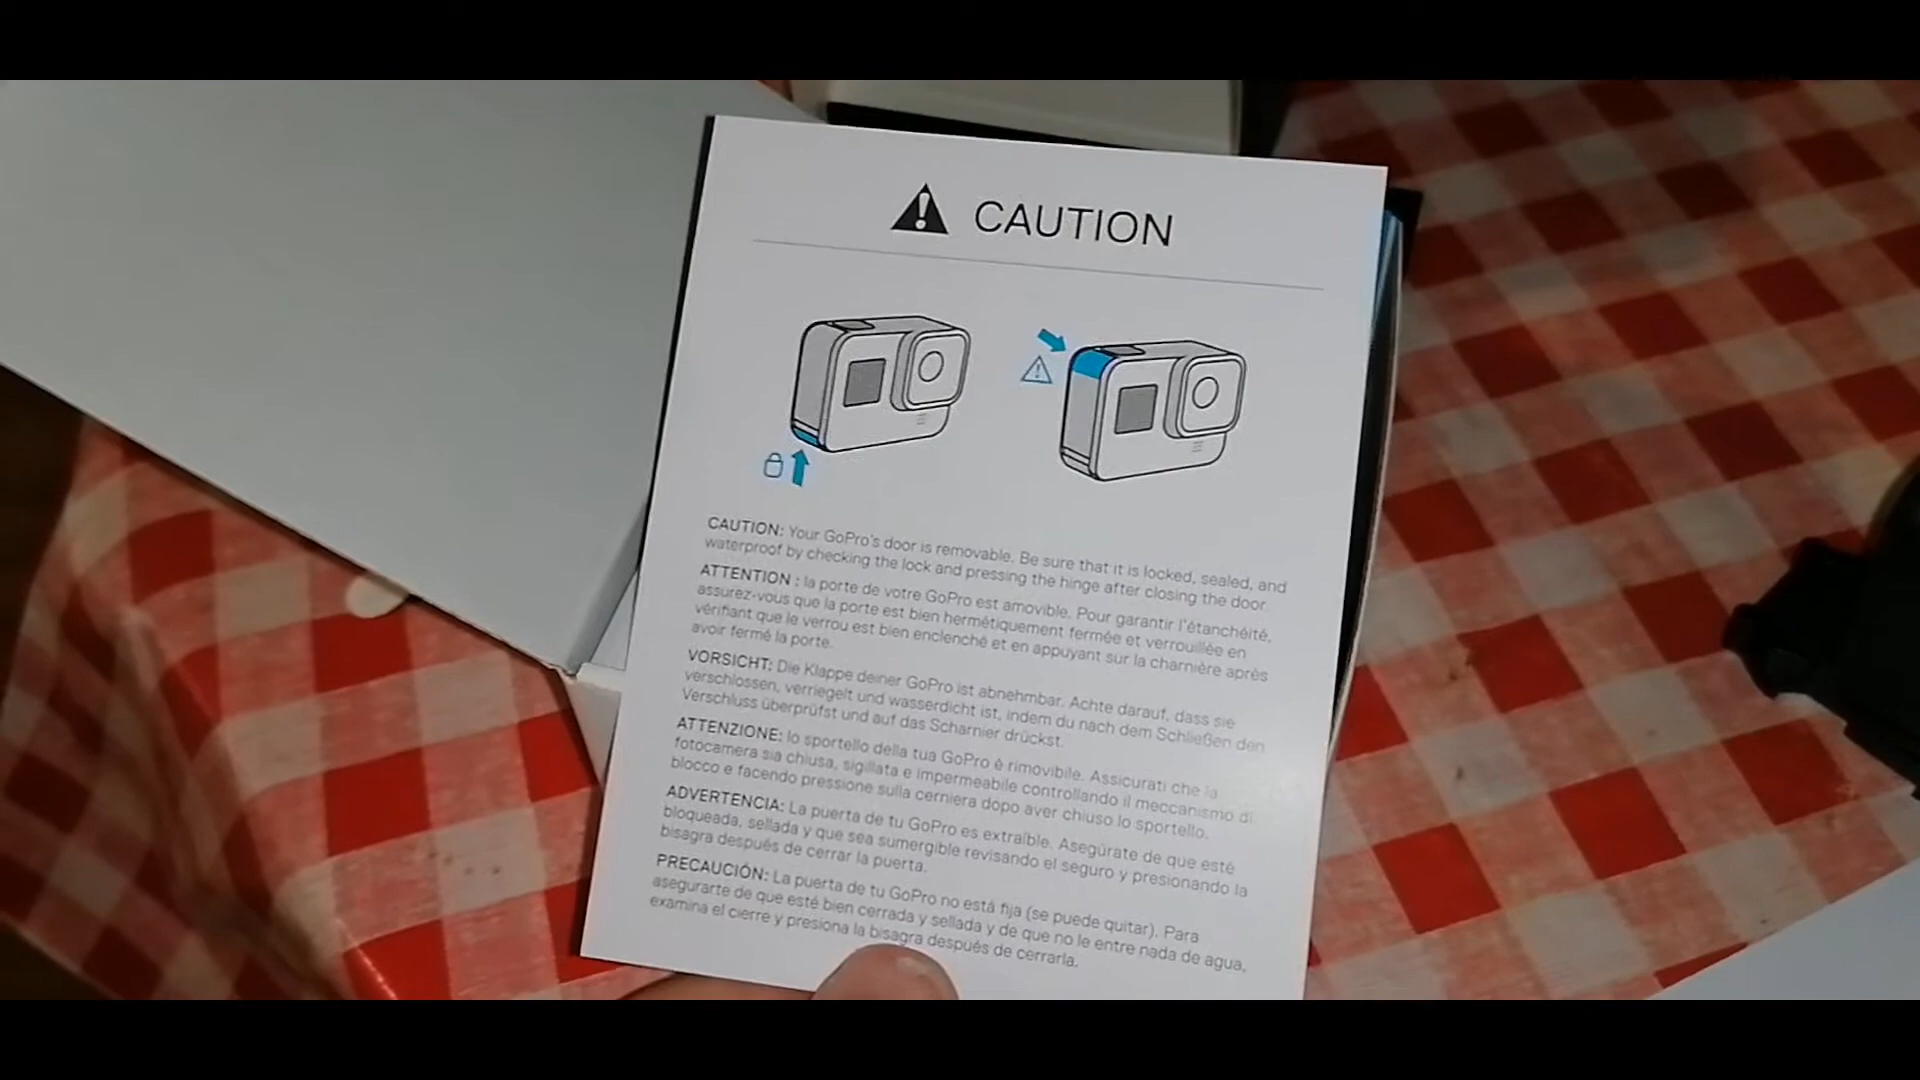 CAUTION
CAUTION: Your GoPro's door is removable. Be sure that it is locked, sealed, and
waterproof by checking the lock and pressing the hinge after closing the door.
ATTENTION : la porte de votre GoPro est amovible. Pour garantir l'étanchéité,
assurez-vous que la porte est bien hermétiquement fermée et verrouillée en
vérifiant que le verrou est bien enclenché et en appuyant sur la charnière après
avoir fermé la porte.
VORSICHT: Die Klappe deiner GoPro ist abnehmbar. Achte darauf, dass sie
verschlossen, verriegelt und wasserdicht ist, indem du nach dem Schließen den
Verschluss überprüfst und auf das Scharnier drückst.
ATTENZIONE: lo sportello della tua GoPro è rimovibile. Assicurati che la
fotocamera sia chiusa, sigillata e impermeabile controllando il meccanismo di
blocco e facendo pressione sulla cerniera dopo aver chiuso lo sportello.
ADVERTENCIA: La puerta de tu GoPro es extraíble. Asegúrate de que esté
bloqueada, sellada y que sea sumergible revisando el seguro y presionando la
bisagra después de cerrar la puerta.
PRECAUCIÓN: La puerta de tu GoPro no está fija (se puede quitar). Para
asegurarte de que esté bien cerrada y sellada y de que no le entre nada de agua,
examina el cierre y presiona la bisagra después de cerrarla.